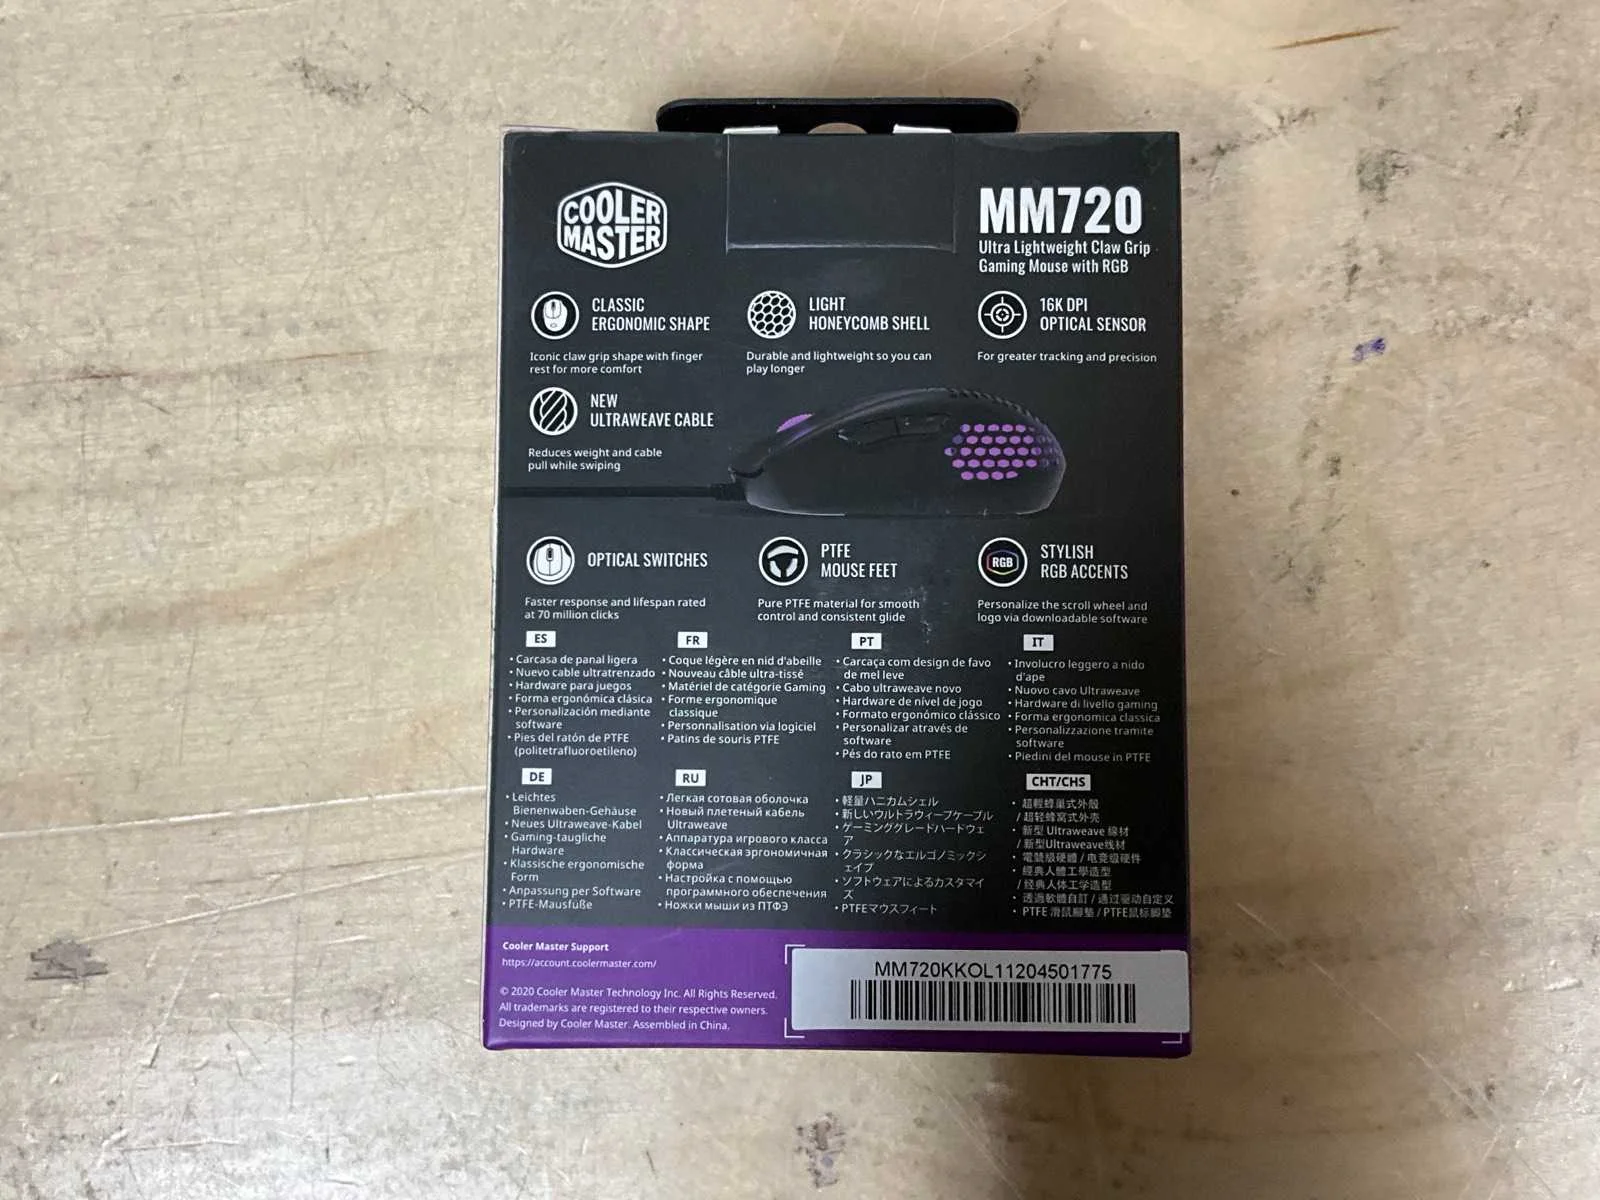 COOLER
MASTER
MM720
Ultra Lightweight Claw Grip
Gaming Mouse with RGB
CLASSIC
ERGONOMIC SHAPE
Iconic claw grip shape with finger
rest for more comfort
LIGHT
HONEYCOMB SHELL
Durable and lightweight so you can
play longer
16K DPI
OPTICAL SENSOR
For greater tracking and precision
NEW
ULTRAWEAVE CABLE
Reduces weight and cable
pull while swiping
OPTICAL SWITCHES
Faster response and lifespan rated
at 70 million clicks
PTFE
MOUSE FEET
Pure PTFE material for smooth
control and consistent glide
RGB
STYLISH
RGB ACCENTS
Personalize the scroll wheel and
logo via downloadable software
ES
• Carcasa de panal ligera
• Nuevo cable ultratrenzado
• Hardware para juegos
• Forma ergonómica clásica
• Personalización mediante
software
• Pies del ratón de PTFE
(politetrafluoroetileno)
FR
• Coque légère en nid d'abeille
• Nouveau câble ultra-tissé
• Matériel de catégorie Gaming
• Forme ergonomique
classique
• Personnalisation via logiciel
• Patins de souris PTFE
PT
• Carcaça com design de favo
de mel leve
• Cabo ultraweave novo
• Hardware de nível de jogo
• Formato ergonómico clássico
• Personalizar através de
software
• Pés do rato em PTFE
IT
• Involucro leggero a nido
d'ape
• Nuovo cavo Ultraweave
• Hardware di livello gaming
• Forma ergonomica classica
• Personalizzazione tramite
software
• Piedini del mouse in PTFE
DE
• Leichtes
Bienenwaben-Gehäuse
• Neues Ultraweave-Kabel
• Gaming-taugliche
Hardware
• Klassische ergonomische
Form
• Anpassung per Software
• PTFE-Mausfüße
RU
• Легкая сотовая оболочка
• Новый плетеный кабель
Ultraweave
• Аппаратура игрового класса
• Классическая эргономичная
форма
• Настройка с помощью
программного обеспечения
• Ножки мыши из ПТФЭ
JP
• 軽量ハニカムシェル
• 新しいウルトラウィーブケーブル
• ゲーミンググレードハードウェ
ア
• クラシックなエルゴノミックシ
ェイプ
• ソフトウェアによるカスタマイ
ズ
• PTFEマウスフィート
CHT/CHS
• 超輕蜂巢式外殼
/ 超轻蜂窝式外壳
• 新型 Ultraweave 線材
/ 新型Ultraweave线材
• 電競級硬體 / 电竞级硬件
• 經典人體工學造型
/ 经典人体工学造型
• 透過軟體自訂 / 通过驱动自定义
• PTFE 滑鼠腳墊 / PTFE鼠标脚垫
Cooler Master Support
https://account.coolermaster.com/
© 2020 Cooler Master Technology Inc. All Rights Reserved.
All trademarks are registered to their respective owners.
Designed by Cooler Master. Assembled in China.
MM720KKOL11204501775